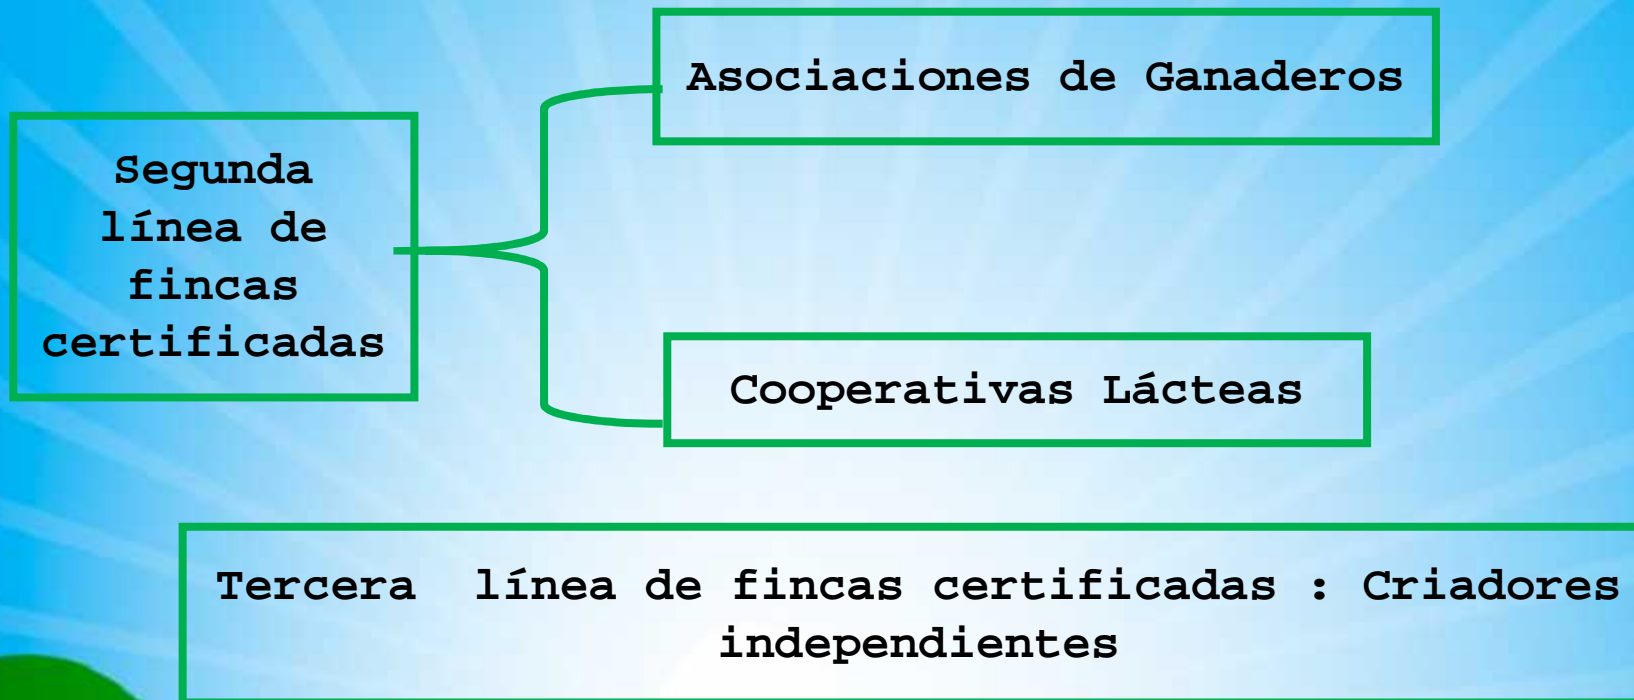 Asociaciones de Ganaderos
Segunda
línea de
fincas
certificadas
Cooperativas Lácteas
Tercera  línea de fincas certificadas : Criadores
independientes